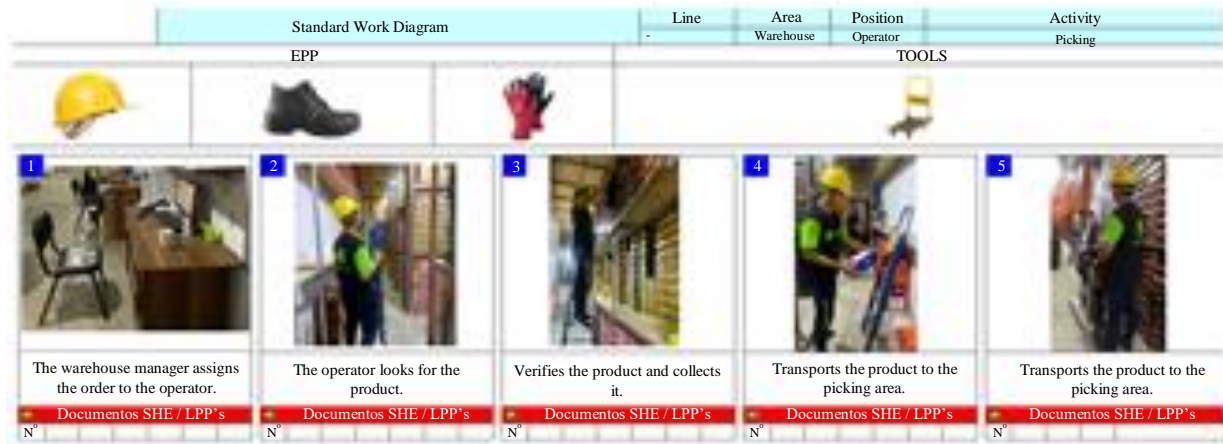 Standard Work Diagram
Line
Area
Position
Activity
-
Warehouse
Operator
Picking
EPP
TOOLS
1
2
3
4
5
The warehouse manager assigns
the order to the operator.
The operator looks for the
product.
Verifies the product and collects
it.
Transports the product to the
picking area.
Transports the product to the
picking area.
Documentos SHE / LPP's
Documentos SHE / LPP's
Documentos SHE / LPP's
Documentos SHE / LPP's
Documentos SHE / LPP's
N°
N°
N°
N°
N°